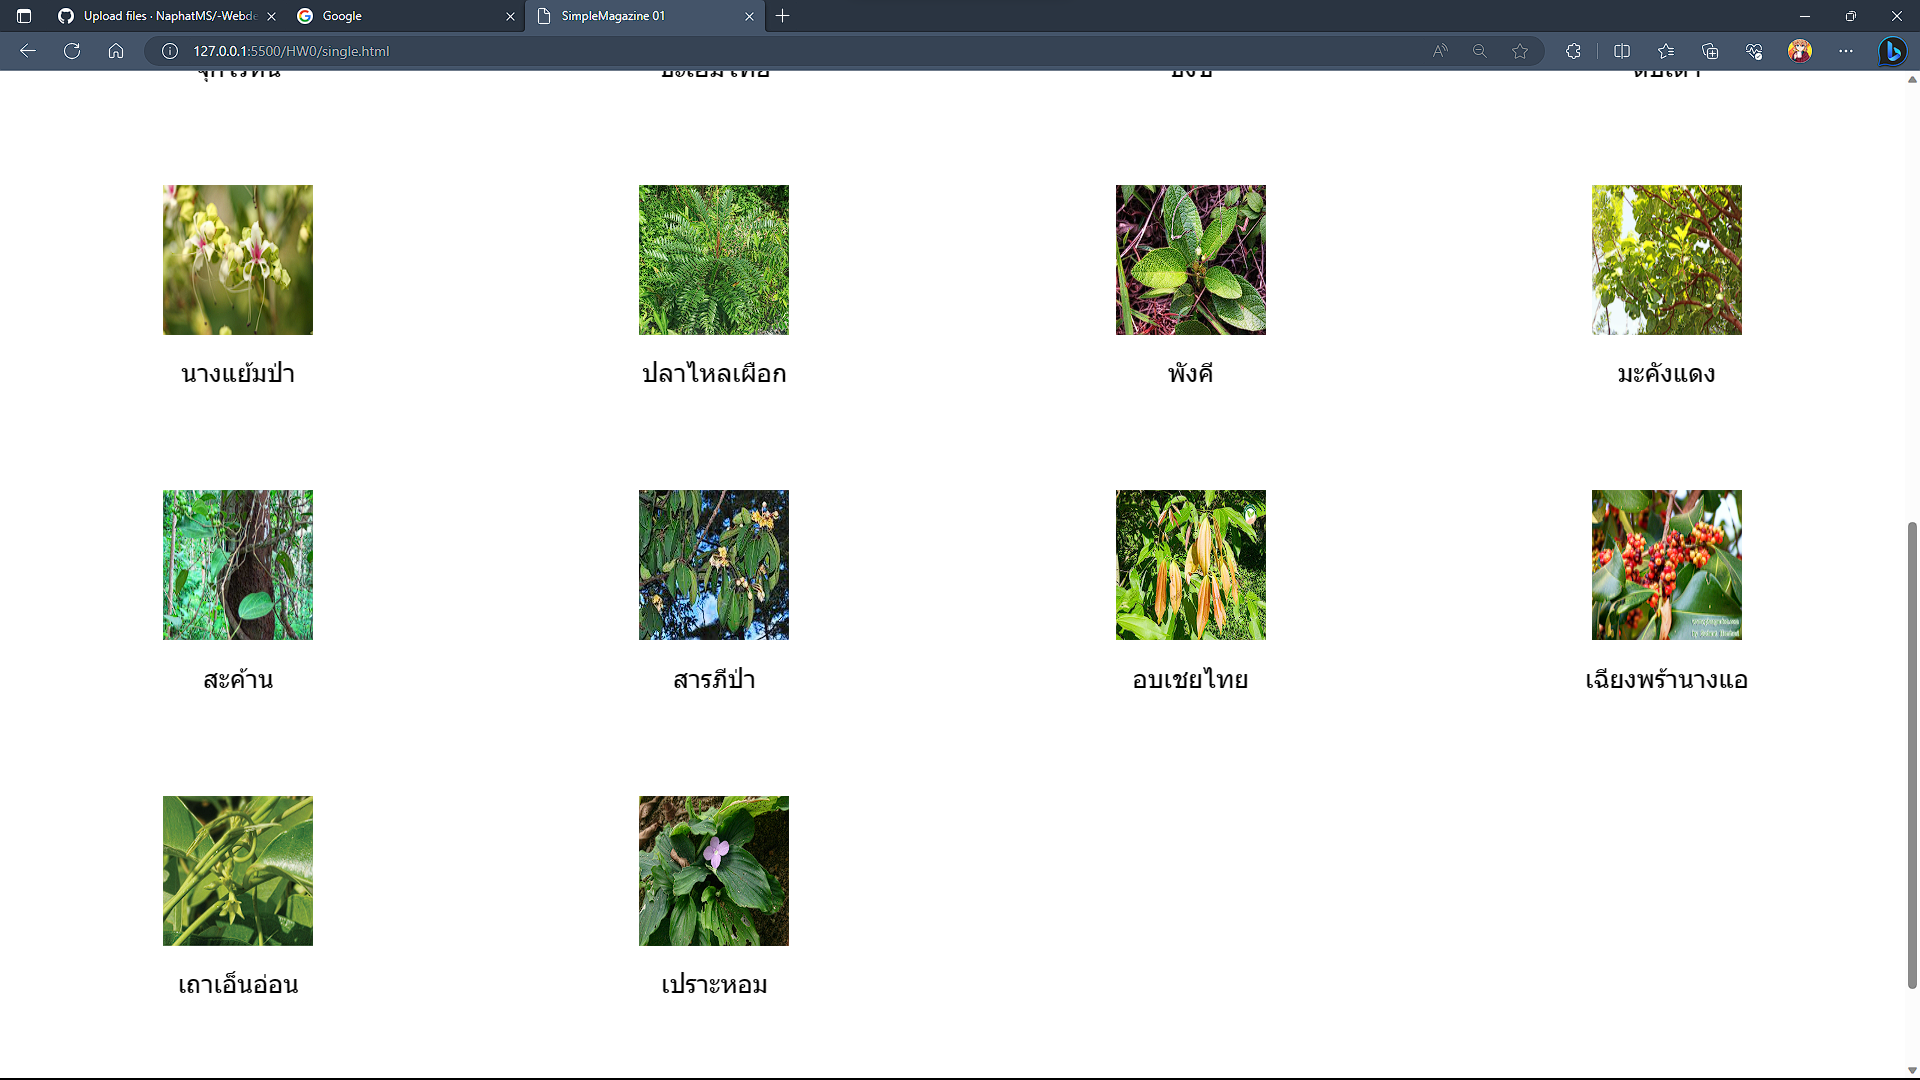 Upload files · NaphatMS/-Webde
Google
SimpleMagazine 01
127.0.0.1:5500/HW0/single.html
นางแย้มป่า
ปลาไหลเผือก
พังคี
มะคังแดง
สะค้าน
สารภีป่า
อบเชยไทย
เฉียงพร้านางแอ
เถาเอ็นอ่อน
เปราะหอม